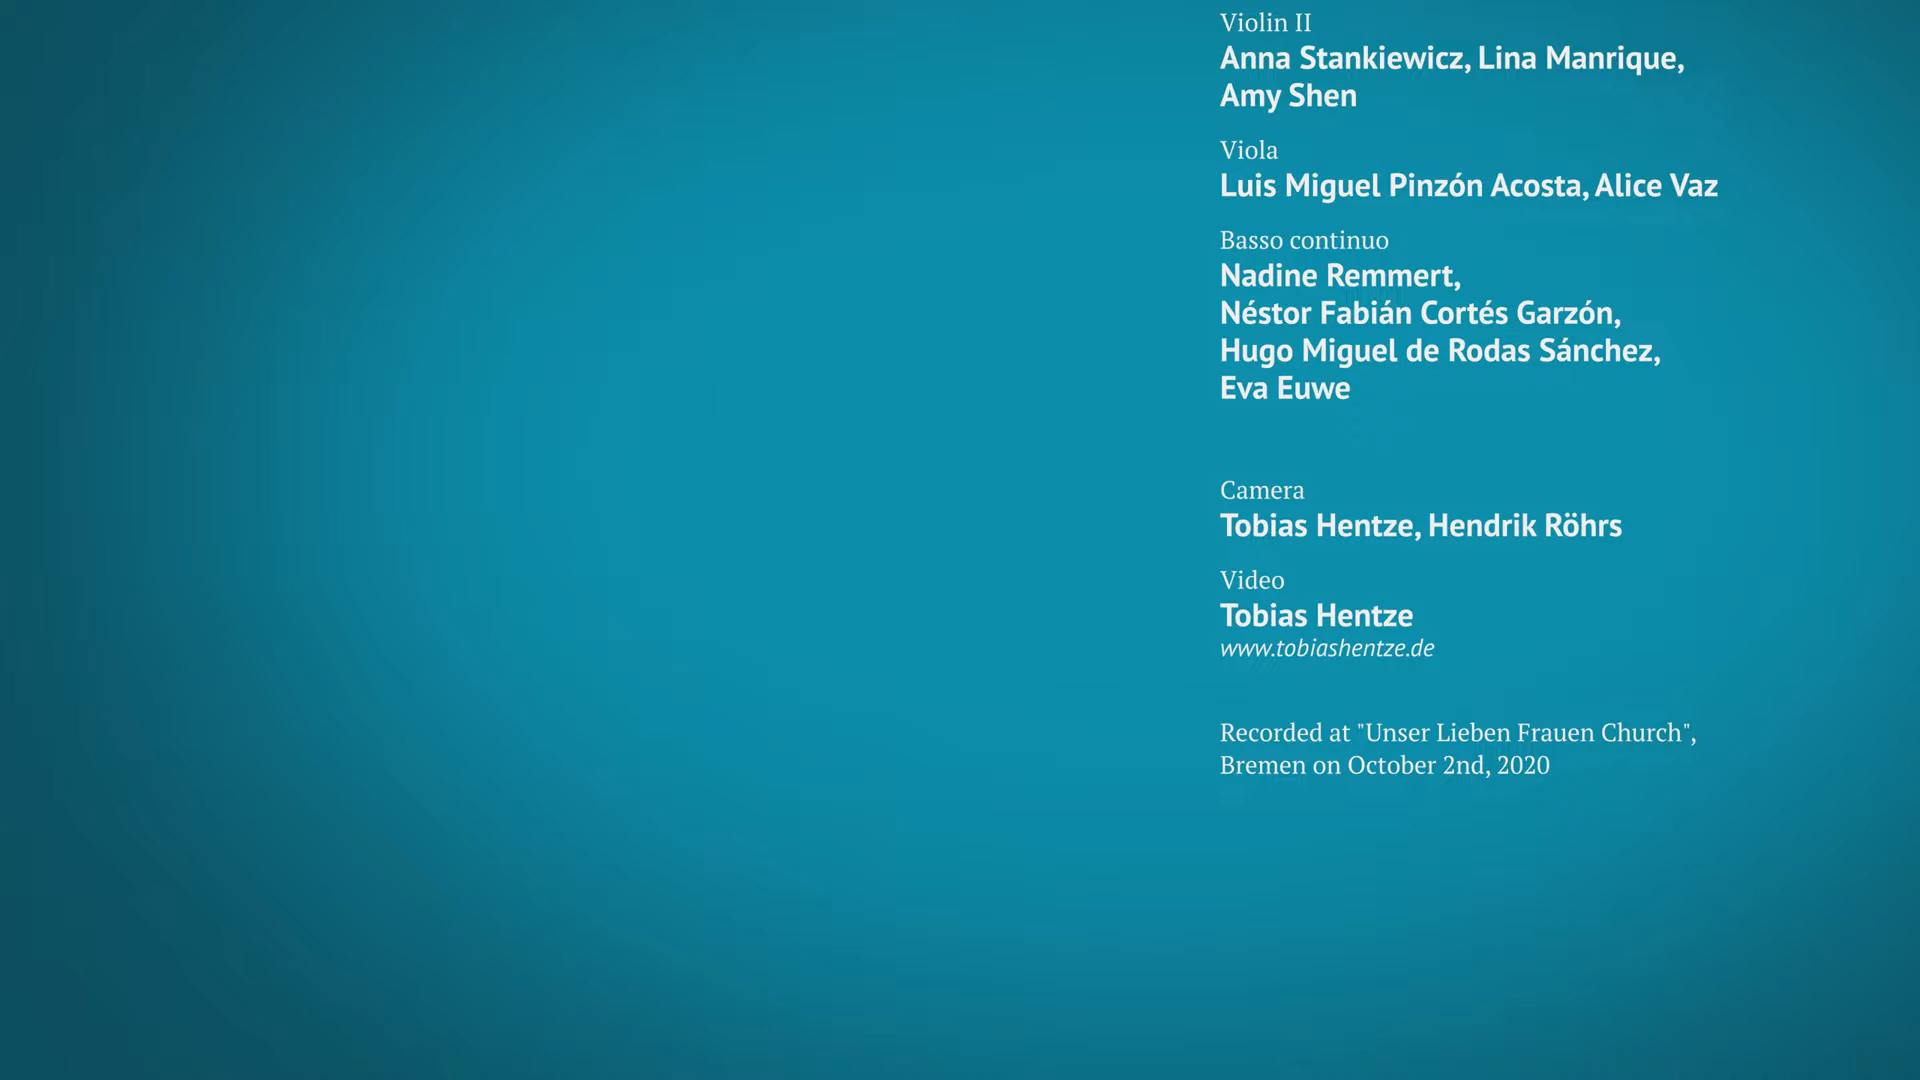 Violin II
Anna Stankiewicz, Lina Manrique,
Amy Shen
Viola
Luis Miguel Pinzón Acosta, Alice Vaz
Basso continuo
Nadine Remmert,
Néstor Fabián Cortés Garzón,
Hugo Miguel de Rodas Sánchez,
Eva Euwe
Camera
Tobias Hentze, Hendrik Röhrs
Video
Tobias Hentze
www.tobiashentze.de
Recorded at "Unser Lieben Frauen Church",
Bremen on October 2nd, 2020